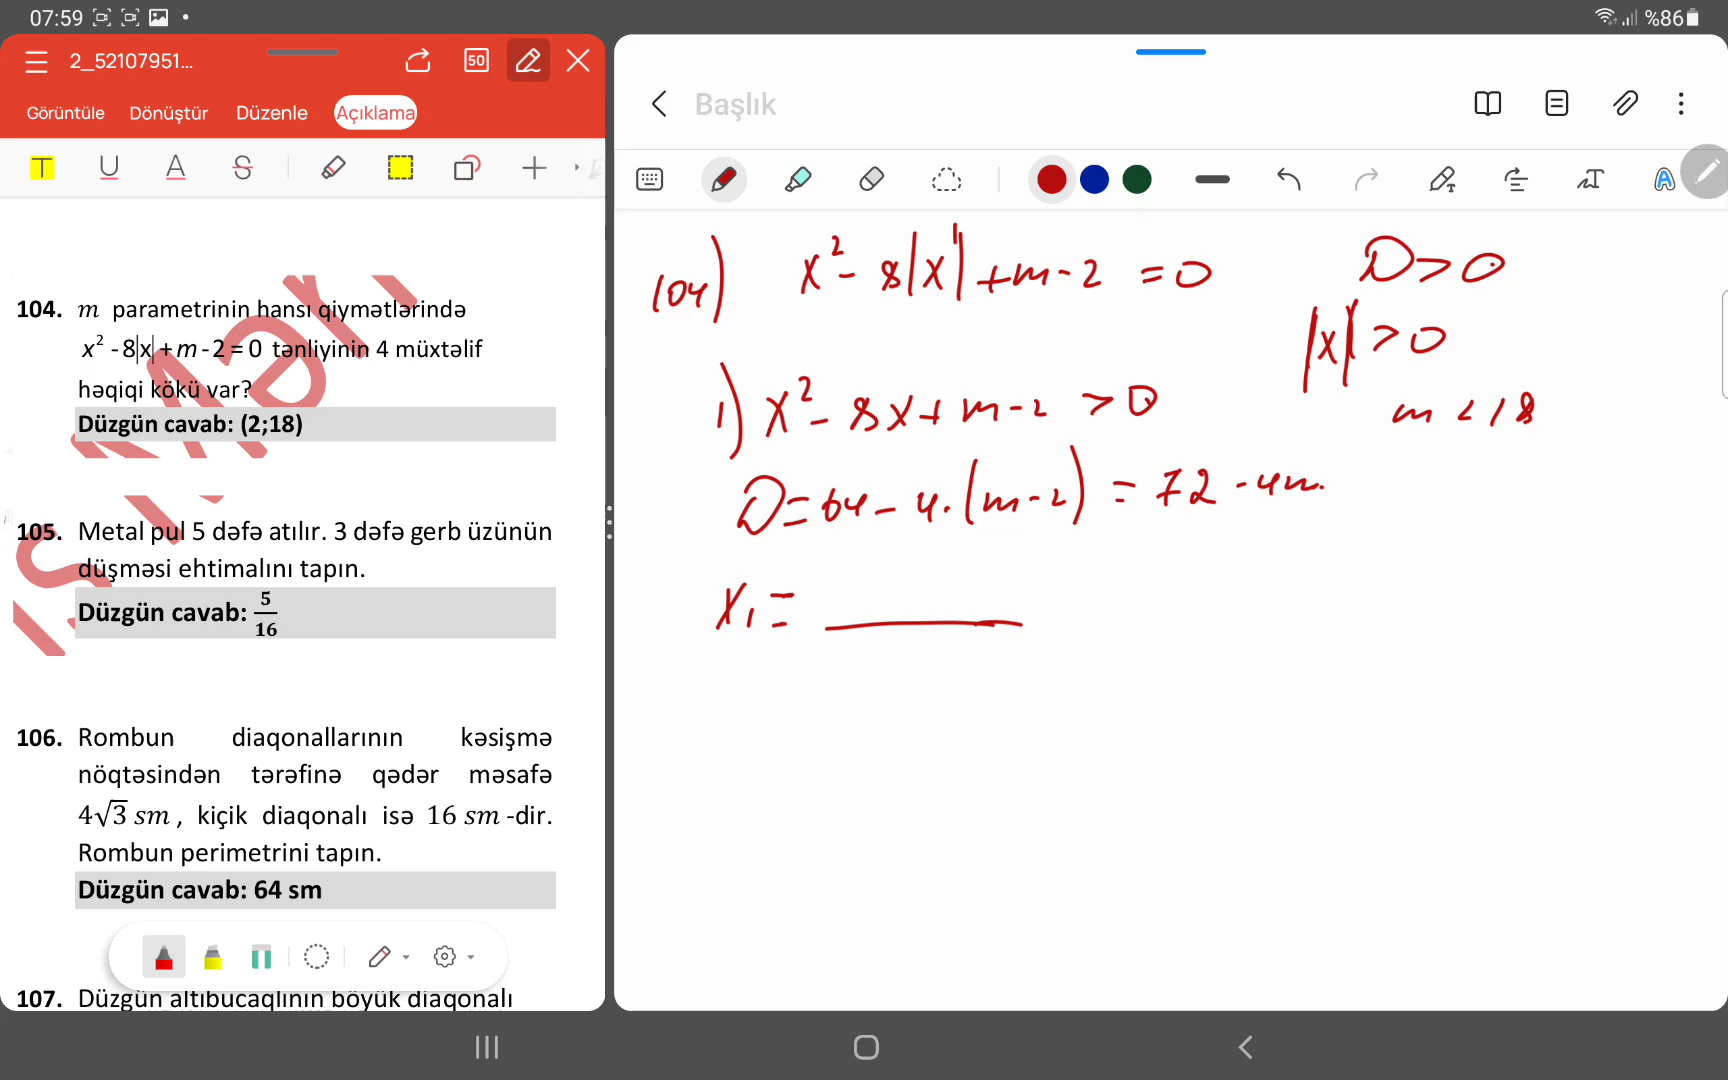 07:59
%86
2_52107951...
50
Görüntüle Dönüştür Düzenle Açıklama
T U A S
104. m parametrinin hansı qiymətlərində
x² - 8|x| + m - 2 = 0 tənliyinin 4 müxtəlif
həqiqi kökü var?
Düzgün cavab: (2;18)
105. Metal pul 5 dəfə atılır. 3 dəfə gerb üzünün
düşməsi ehtimalını tapın.
Düzgün cavab: 5/16
106. Rombun diaqonallarının kəsişmə
nöqtəsindən tərəfinə qədər məsafə
4√3 sm , kiçik diaqonalı isə 16 sm -dir.
Rombun perimetrini tapın.
Düzgün cavab: 64 sm
107. Düzgün altıbucaqlının böyük diaqonalı
Başlık
104) x² - 8|x| + m - 2 = 0
D > 0
|x| > 0
m < 18
1) x² - 8x + m - 2 > 0
D = 64 - 4 · (m - 2) = 72 - 4m.
x₁ =